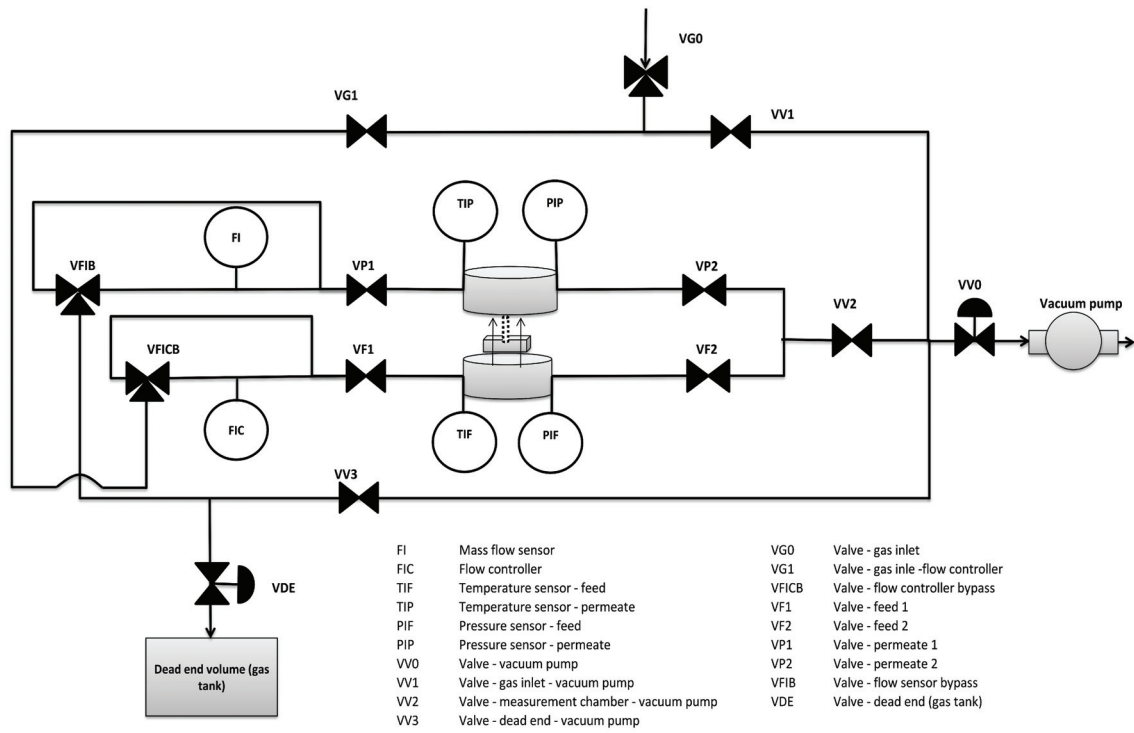 VG0
VG1
VV1
TIP
PIP
FI
VFIB
VP1
VP2
VV0
VV2
Vacuum pump
VFICB
VF1
VF2
FIC
TIF
PIF
VV3
VDE
Dead end volume (gas
tank)
FI Mass flow sensor
FIC Flow controller
TIF Temperature sensor - feed
TIP Temperature sensor - permeate
PIF Pressure sensor - feed
PIP Pressure sensor - permeate
VV0 Valve - vacuum pump
VV1 Valve - gas inlet - vacuum pump
VV2 Valve - measurement chamber - vacuum pump
VV3 Valve - dead end - vacuum pump
VG0 Valve - gas inlet
VG1 Valve - gas inle -flow controller
VFICB Valve - flow controller bypass
VF1 Valve - feed 1
VF2 Valve - feed 2
VP1 Valve - permeate 1
VP2 Valve - permeate 2
VFIB Valve - flow sensor bypass
VDE Valve - dead end (gas tank)